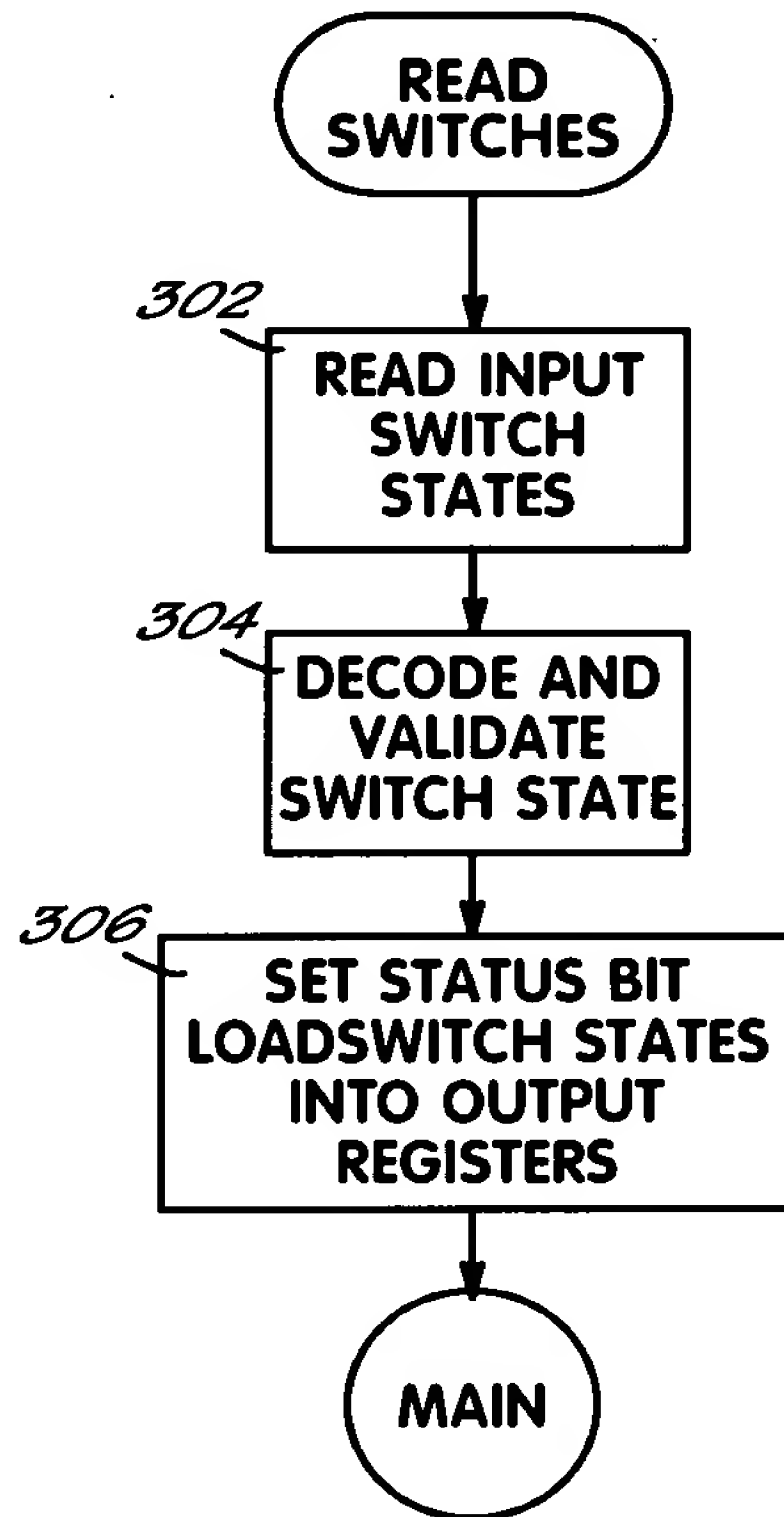 READ
SWITCHES
302
READ INPUT
SWITCH
STATES
304
DECODE AND
VALIDATE
SWITCH STATE
306
SET STATUS BIT
LOADSWITCH STATES
INTO OUTPUT
REGISTERS
MAIN